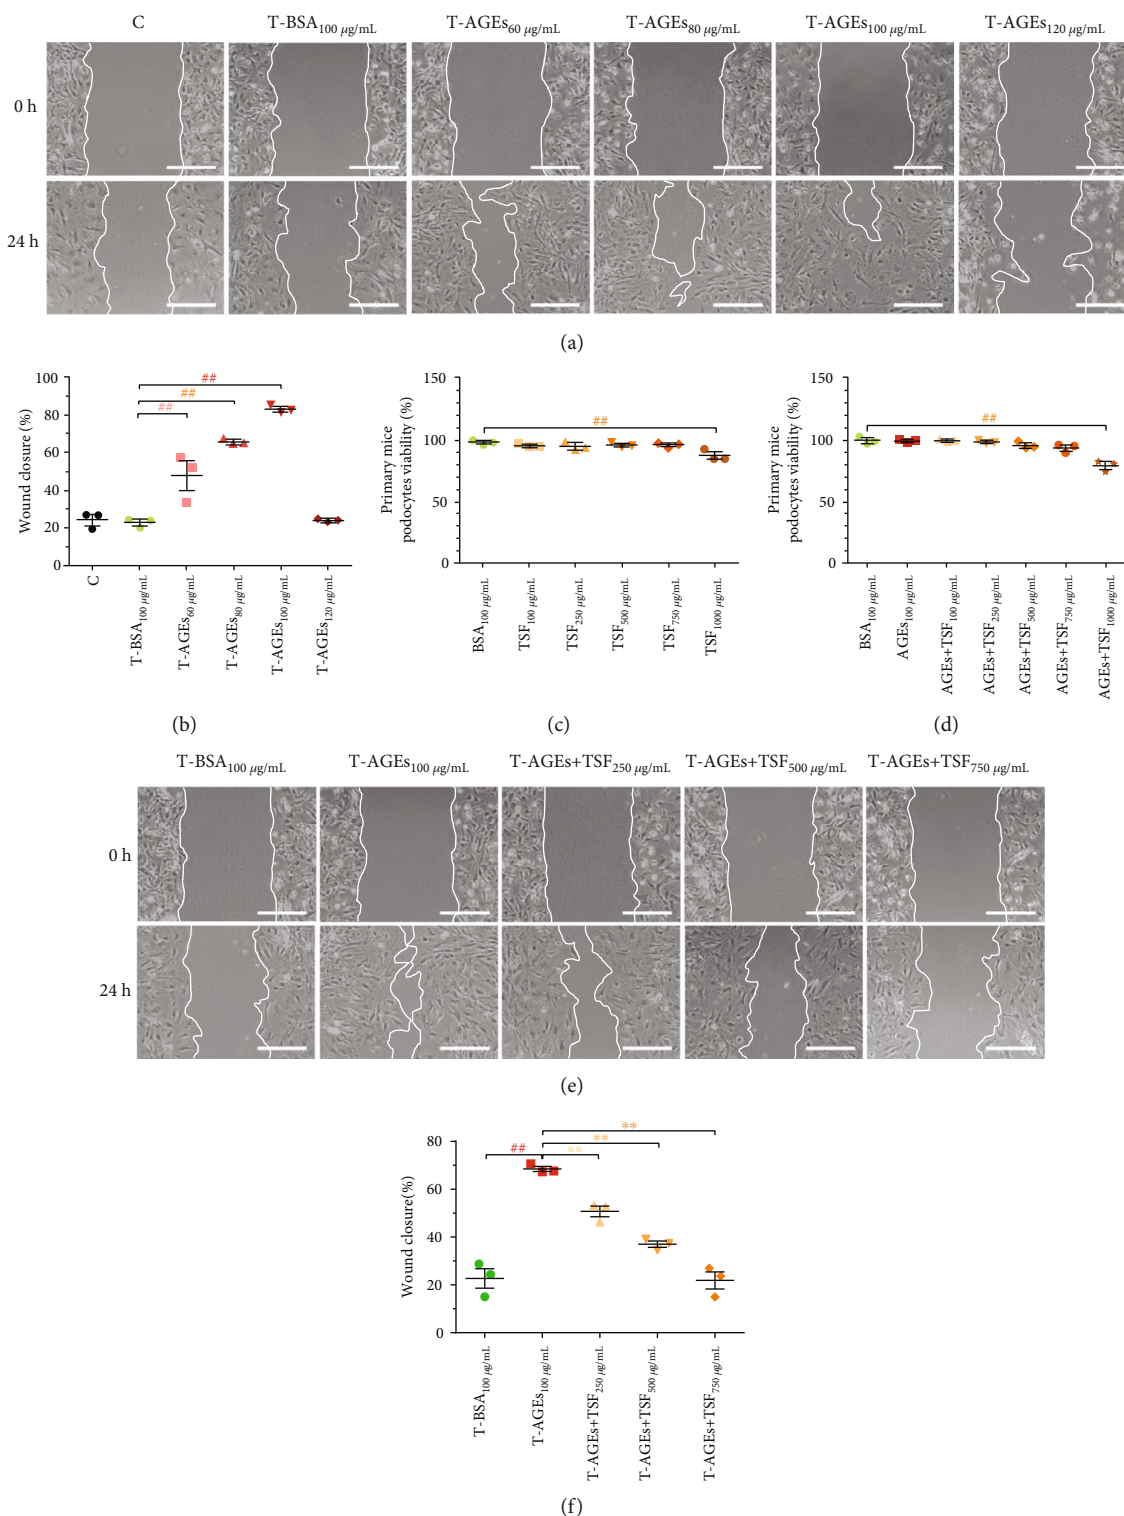 C T-BSA100 μg/mL T-AGEs60 μg/mL T-AGEs80 μg/mL T-AGEs100 μg/mL T-AGEs120 μg/mL
0 h
24 h
(a)
Wound closure (%)
100
80
60
40
20
0
##
##
##
C
T-BSA100 μg/mL
T-AGEs60 μg/mL
T-AGEs80 μg/mL
T-AGEs100 μg/mL
T-AGEs120 μg/mL
(b)
Primary mice
podocytes viability (%)
150
100
50
0
##
BSA100 μg/mL
TSF100 μg/mL
TSF250 μg/mL
TSF500 μg/mL
TSF750 μg/mL
TSF1000 μg/mL
(c)
Primary mice
podocytes viability (%)
150
100
50
0
##
BSA100 μg/mL
AGEs100 μg/mL
AGEs+TSF100 μg/mL
AGEs+TSF250 μg/mL
AGEs+TSF500 μg/mL
AGEs+TSF750 μg/mL
AGEs+TSF1000 μg/mL
(d)
T-BSA100 μg/mL T-AGEs100 μg/mL T-AGEs+TSF250 μg/mL T-AGEs+TSF500 μg/mL T-AGEs+TSF750 μg/mL
0 h
24 h
(e)
Wound closure(%)
80
60
40
20
0
**
**
## **
T-BSA100 μg/mL
T-AGEs100 μg/mL
T-AGEs+TSF250 μg/mL
T-AGEs+TSF500 μg/mL
T-AGEs+TSF750 μg/mL
(f)